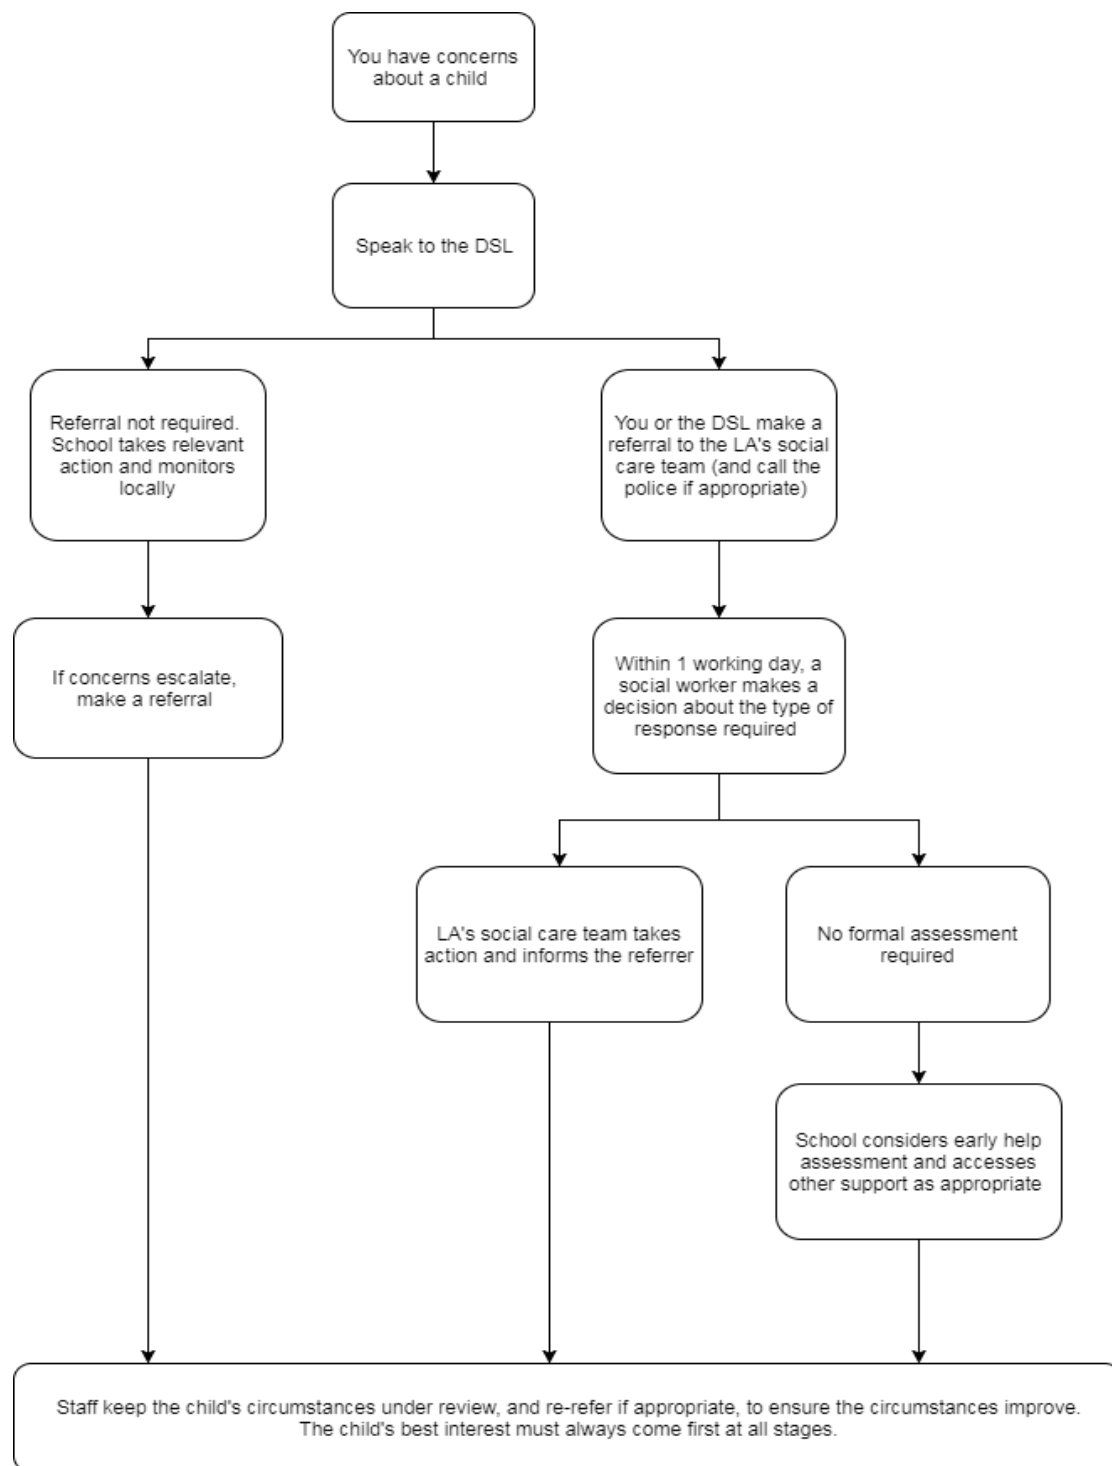 You have concerns
about a child
Speak to the DSL
Referral not required.
School takes relevant
action and monitors
locally
You or the DSL make a
referral to the LA's social
care team (and call the
police if appropriate)
If concerns escalate,
make a referral
Within 1 working day, a
social worker makes a
decision about the type of
response required
LA's social care team takes
action and informs the referrer
No formal assessment
required
School considers early help
assessment and accesses
other support as appropriate
Staff keep the child's circumstances under review, and re-refer if appropriate, to ensure the circumstances improve.
The child's best interest must always come first at all stages.